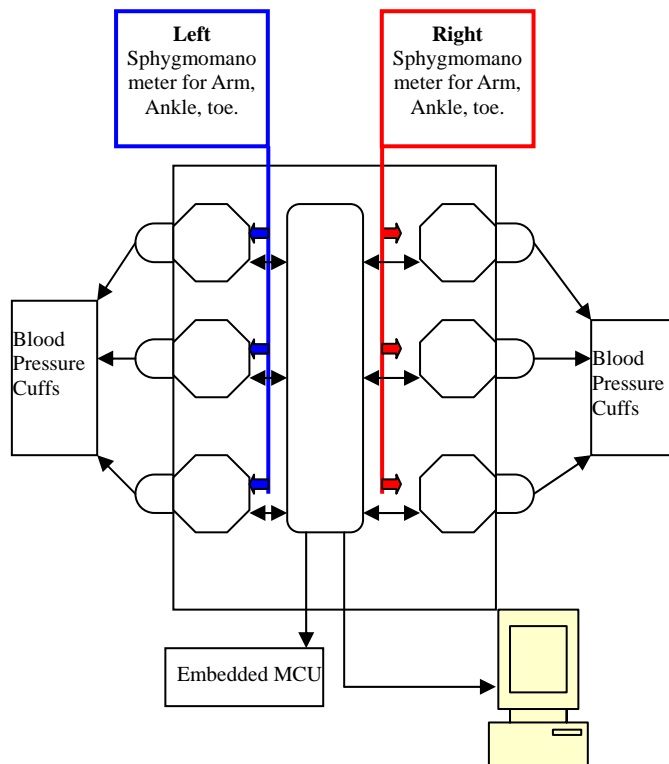 Left
Sphygmomano
meter for Arm,
Ankle, toe.
Right
Sphygmomano
meter for Arm,
Ankle, toe.
Blood
Pressure
Cuffs
Blood
Pressure
Cuffs
Embedded MCU